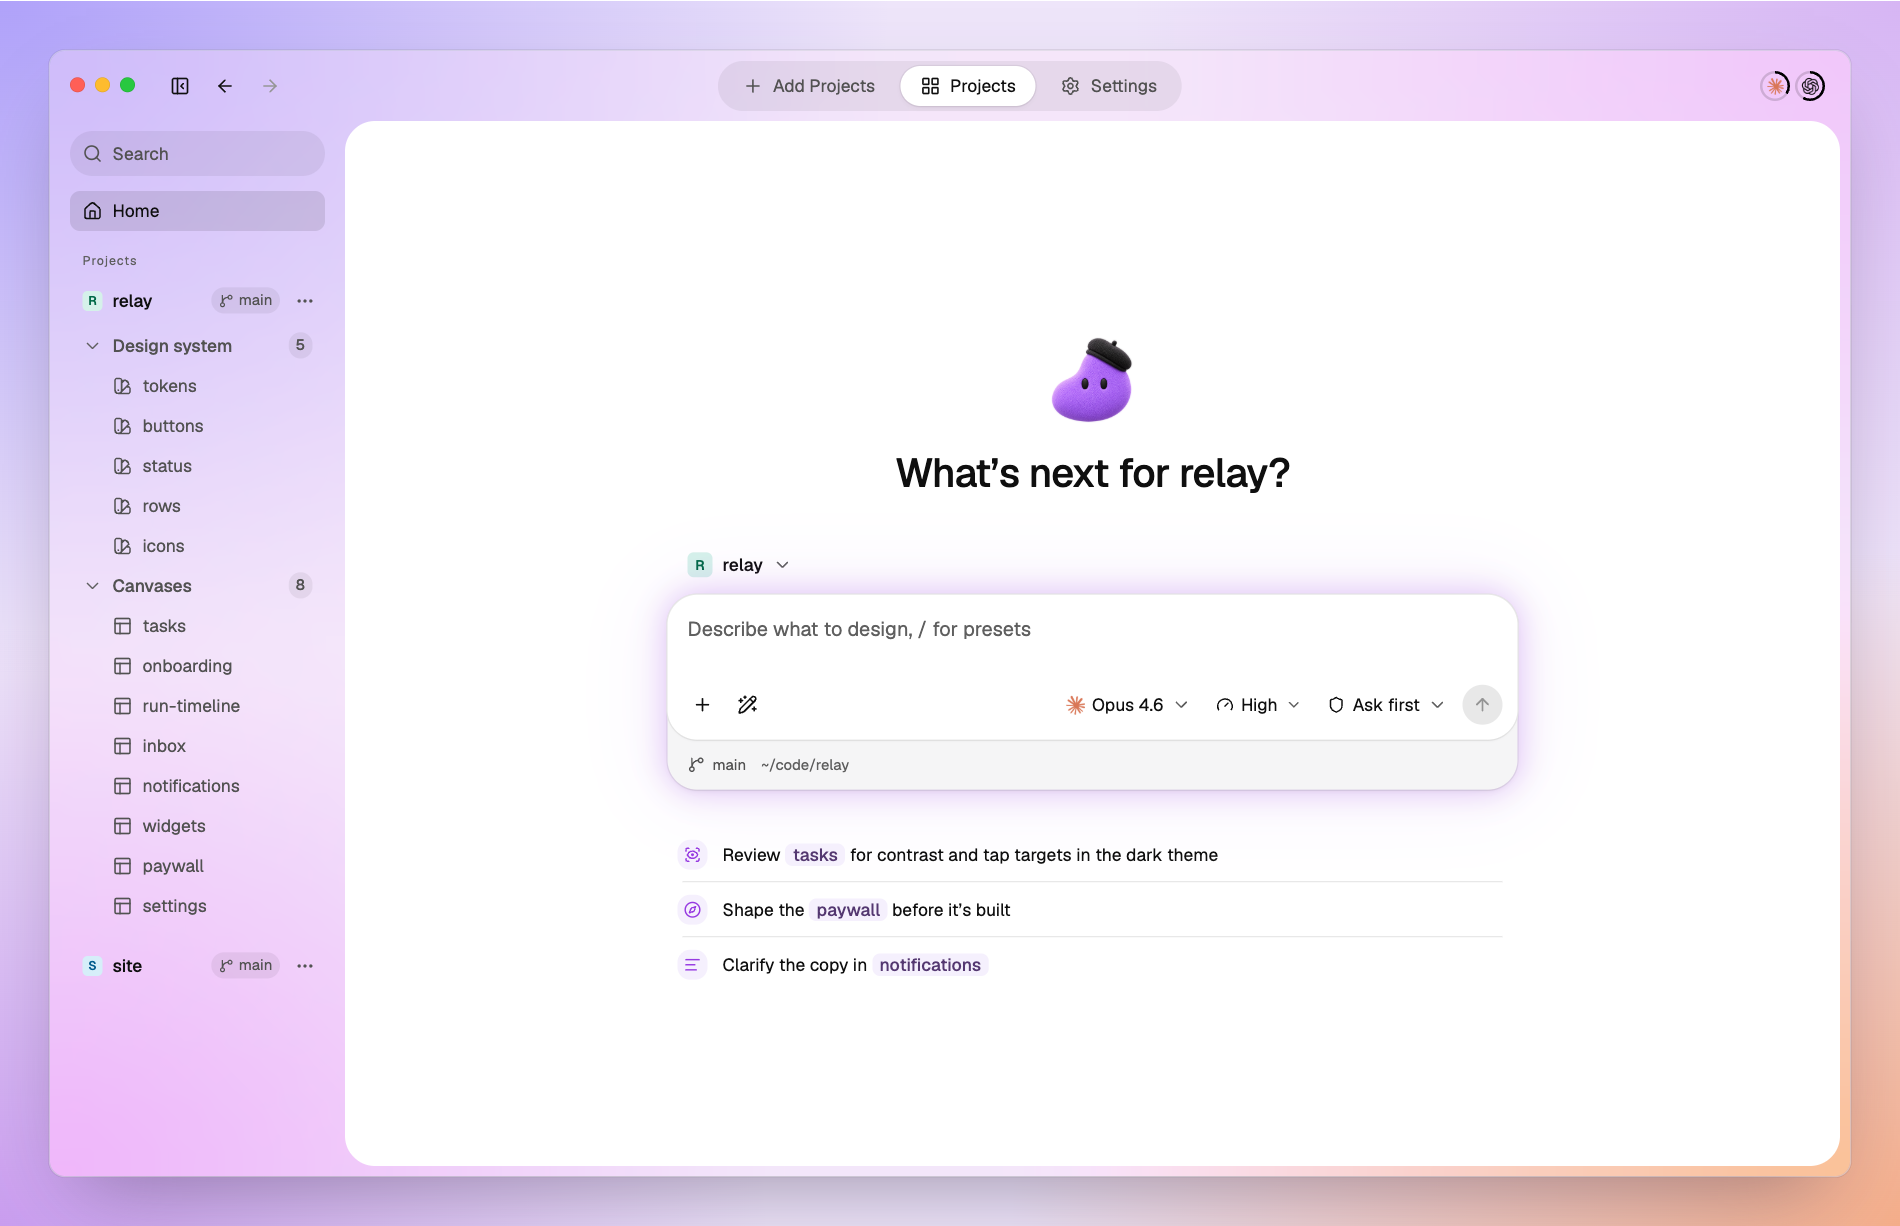 Add Projects
Projects
Settings
Search
Home
Projects
R relay main
Design system 5
tokens
buttons
status
rows
icons
Canvases 8
tasks
onboarding
run-timeline
inbox
notifications
widgets
paywall
settings
S site main
What’s next for relay?
R relay
Describe what to design, / for presets
Opus 4.6 High Ask first
main ~/code/relay
Review tasks for contrast and tap targets in the dark theme
Shape the paywall before it’s built
Clarify the copy in notifications